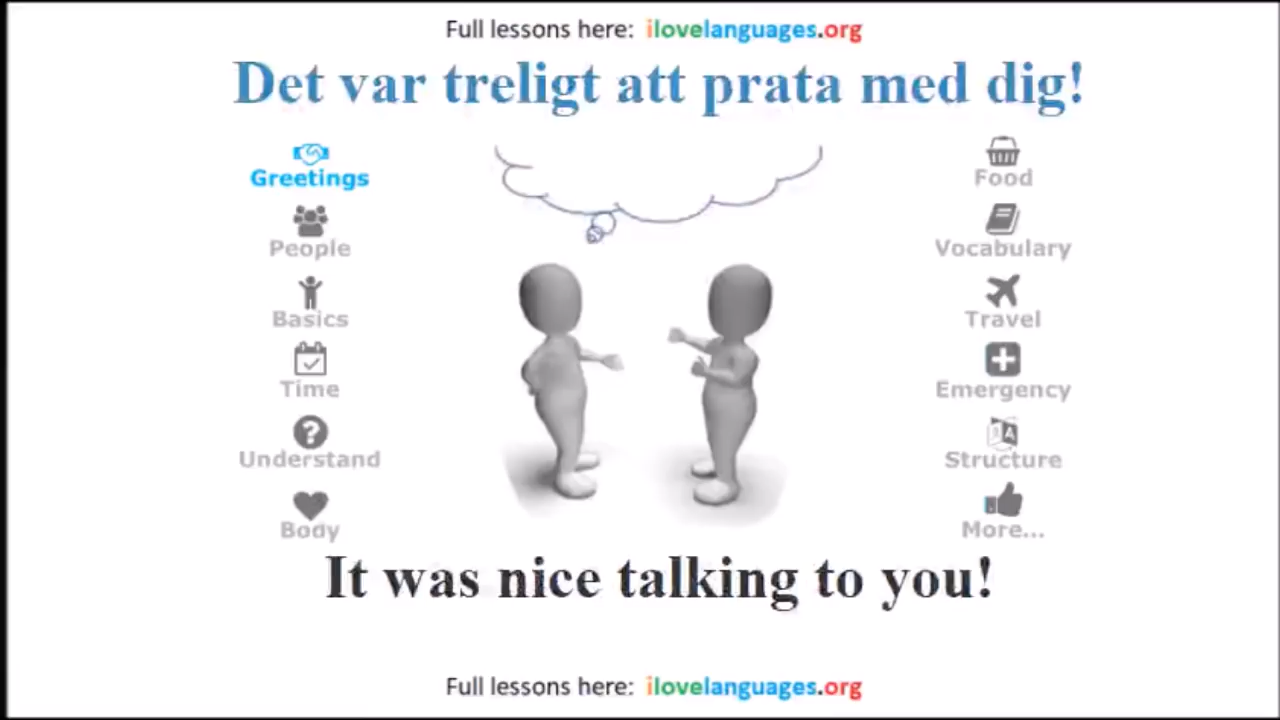 Full lessons here: ilovelanguages.org
Det var treligt att prata med dig!
Greetings
People
Basics
Time
Understand
Body
Food
Vocabulary
Travel
Emergency
Structure
More...
It was nice talking to you!
Full lessons here: ilovelanguages.org